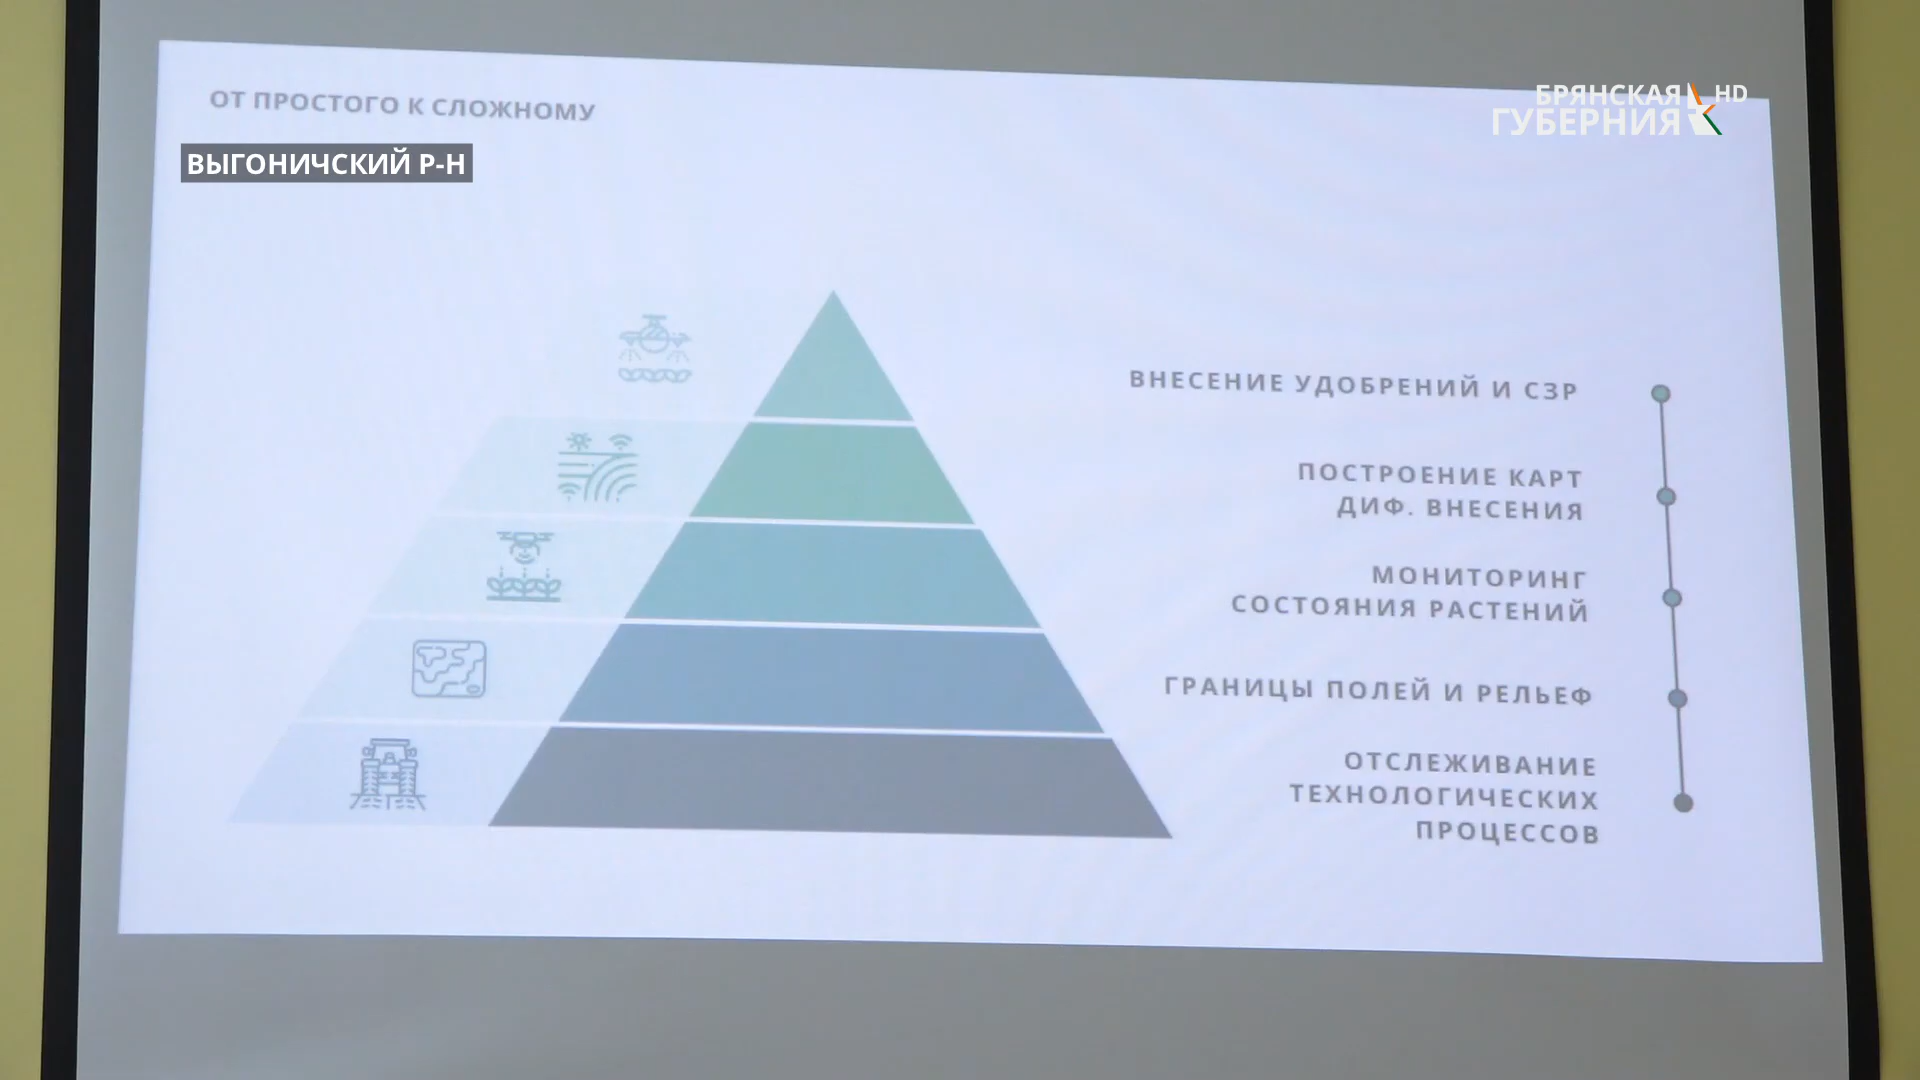 ОТ ПРОСТОГО К СЛОЖНОМУ
БРЯНСКАЯ HD
ГУБЕРНИЯ
ВЫГОНИЧСКИЙ Р-Н
ВНЕСЕНИЕ УДОБРЕНИЙ И СЗР
ПОСТРОЕНИЕ КАРТ
ДИФ. ВНЕСЕНИЯ
МОНИТОРИНГ
СОСТОЯНИЯ РАСТЕНИЙ
ГРАНИЦЫ ПОЛЕЙ И РЕЛЬЕФ
ОТСЛЕЖИВАНИЕ
ТЕХНОЛОГИЧЕСКИХ
ПРОЦЕССОВ